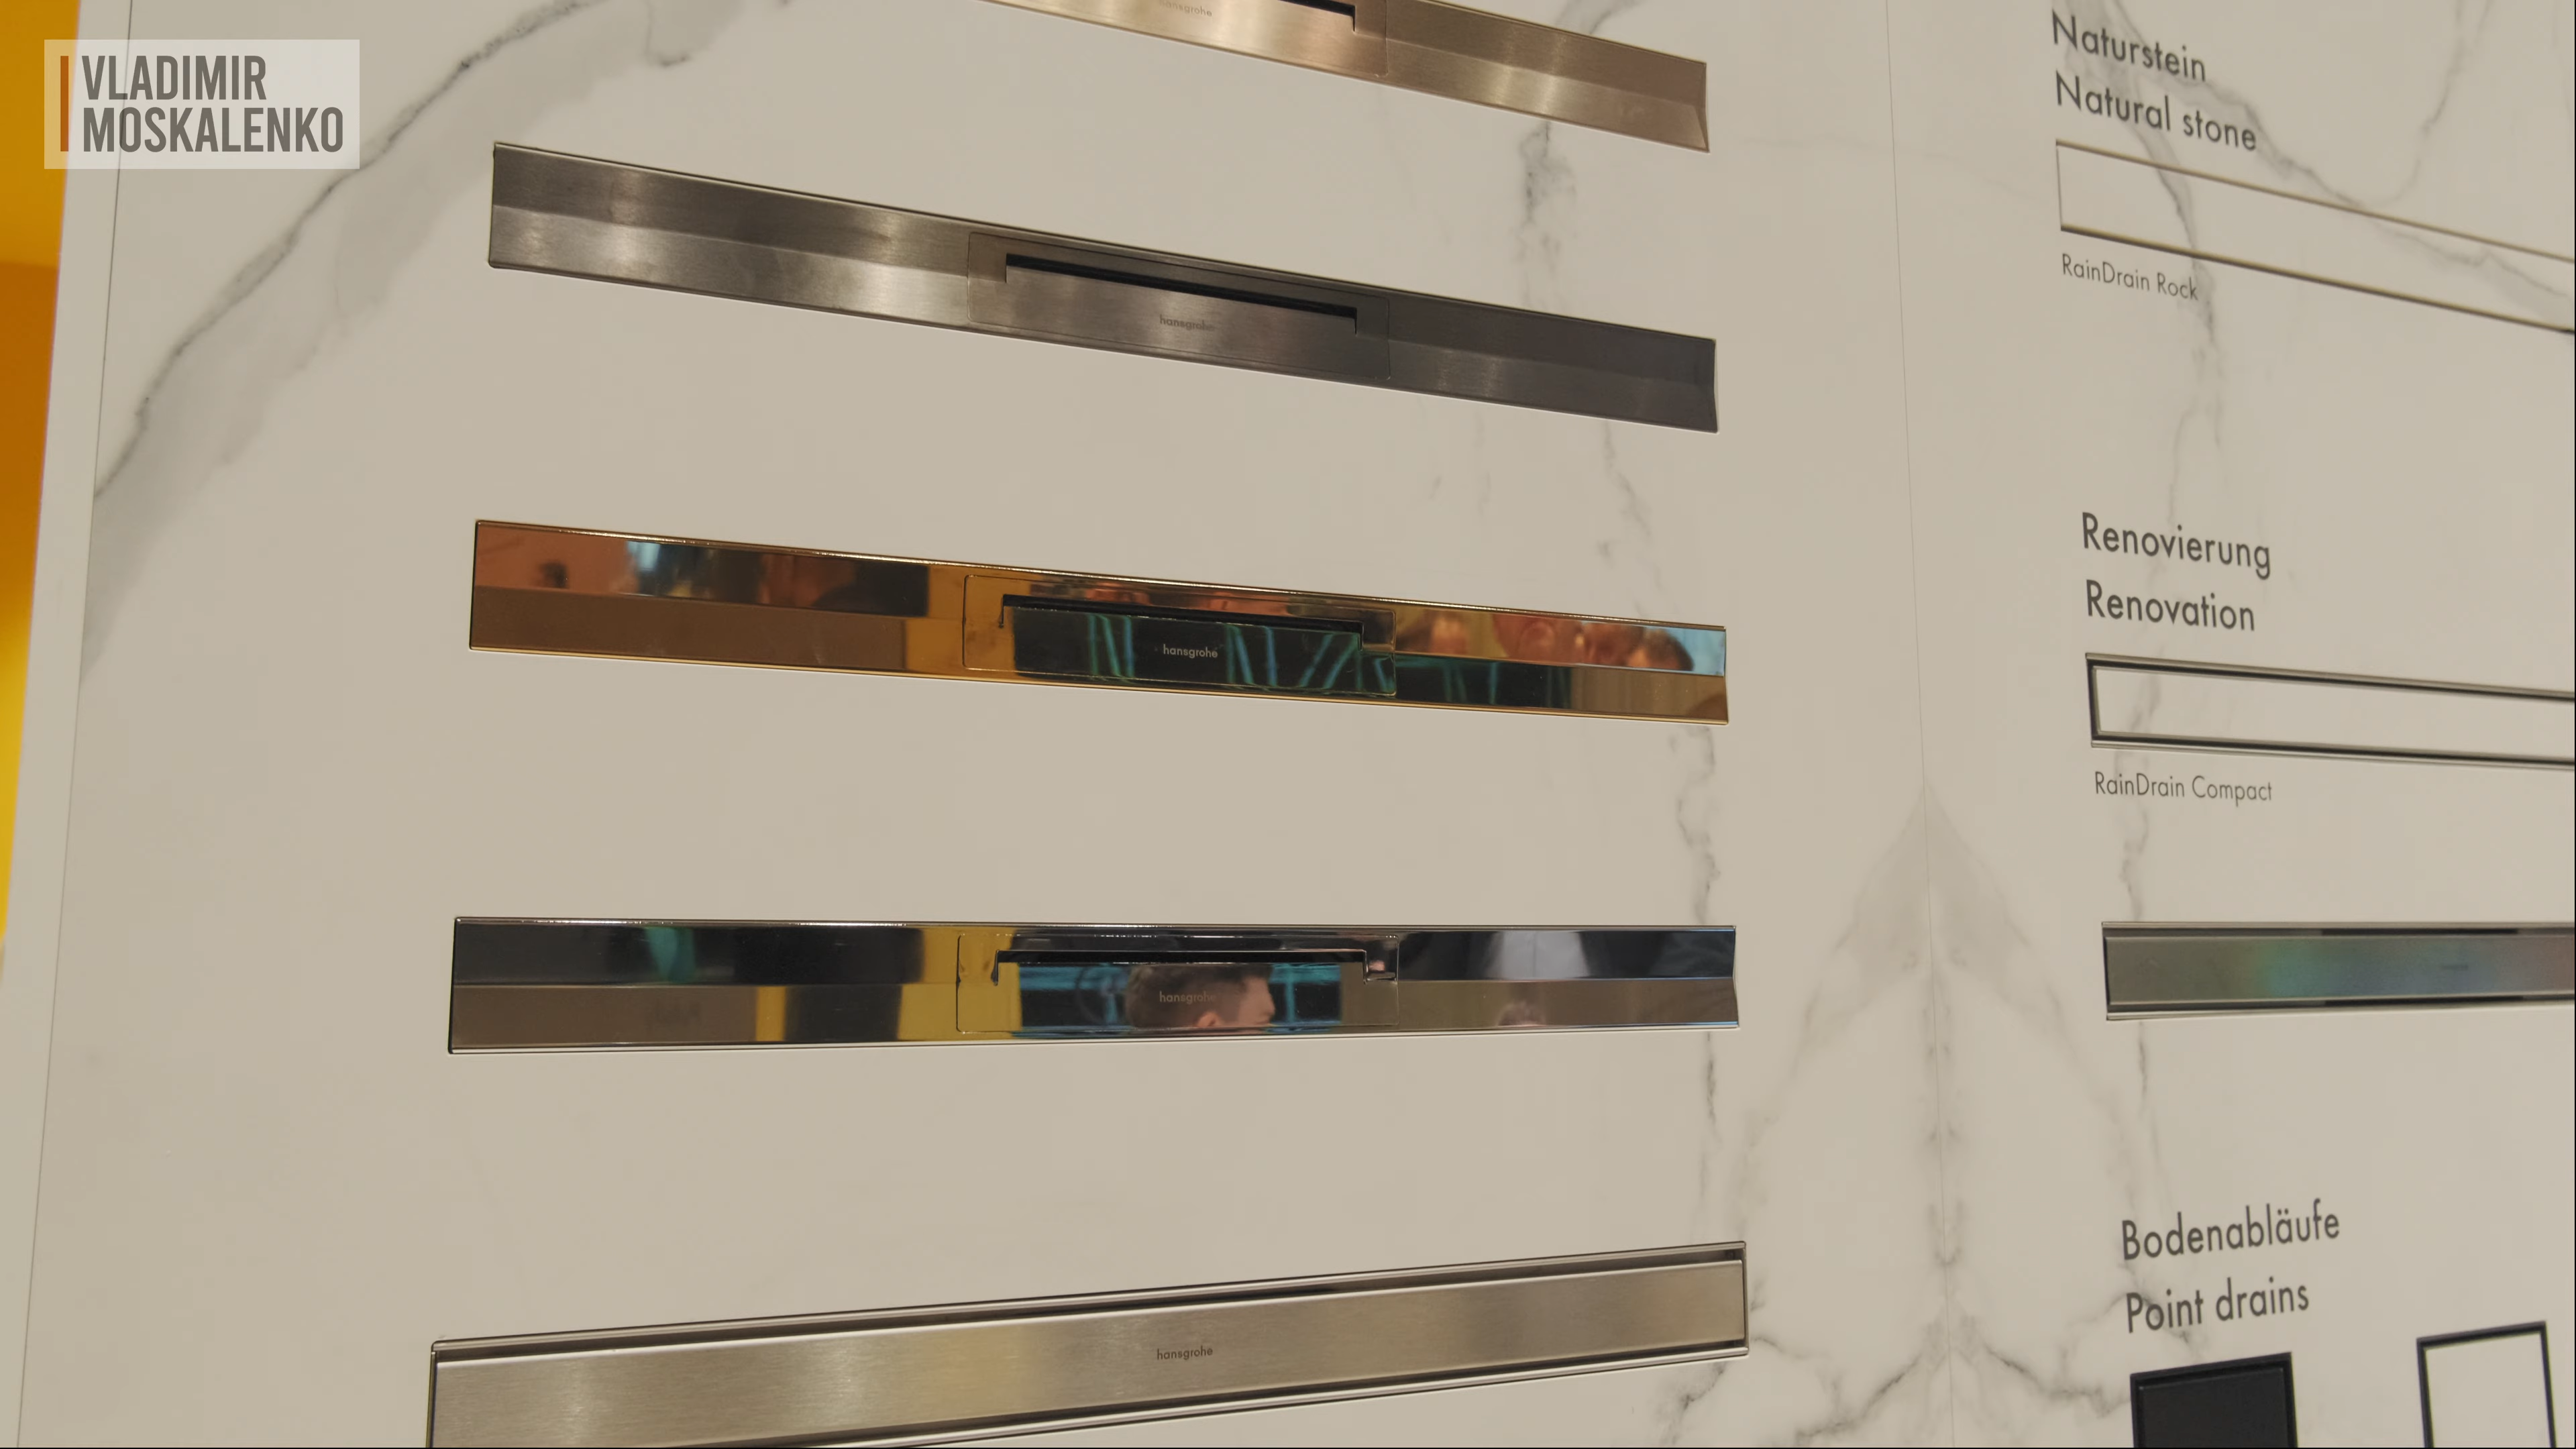 VLADIMIR
MOSKALENKO
hansgrohe
hansgrohe
hansgrohe
hansgrohe
hansgrohe
Naturstein
Natural stone
RainDrain Rock
Renovierung
Renovation
RainDrain Compact
Bodenabläufe
Point drains